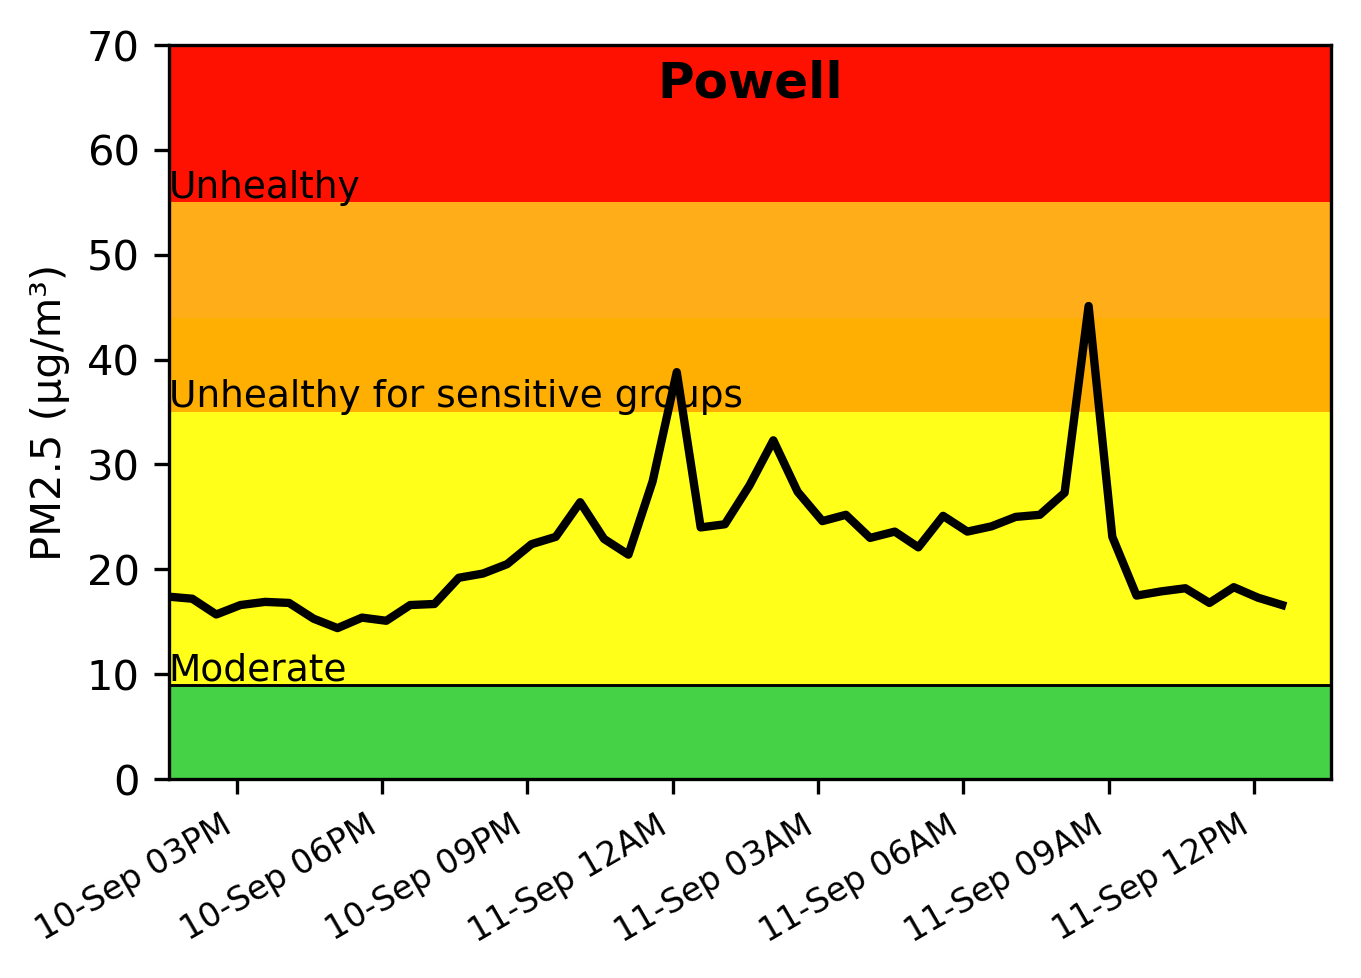 Powell
PM2.5 (µg/m³)
70
60
50
40
30
20
10
0
Unhealthy
Unhealthy for sensitive groups
Moderate
10-Sep 03PM
10-Sep 06PM
10-Sep 09PM
11-Sep 12AM
11-Sep 03AM
11-Sep 06AM
11-Sep 09AM
11-Sep 12PM